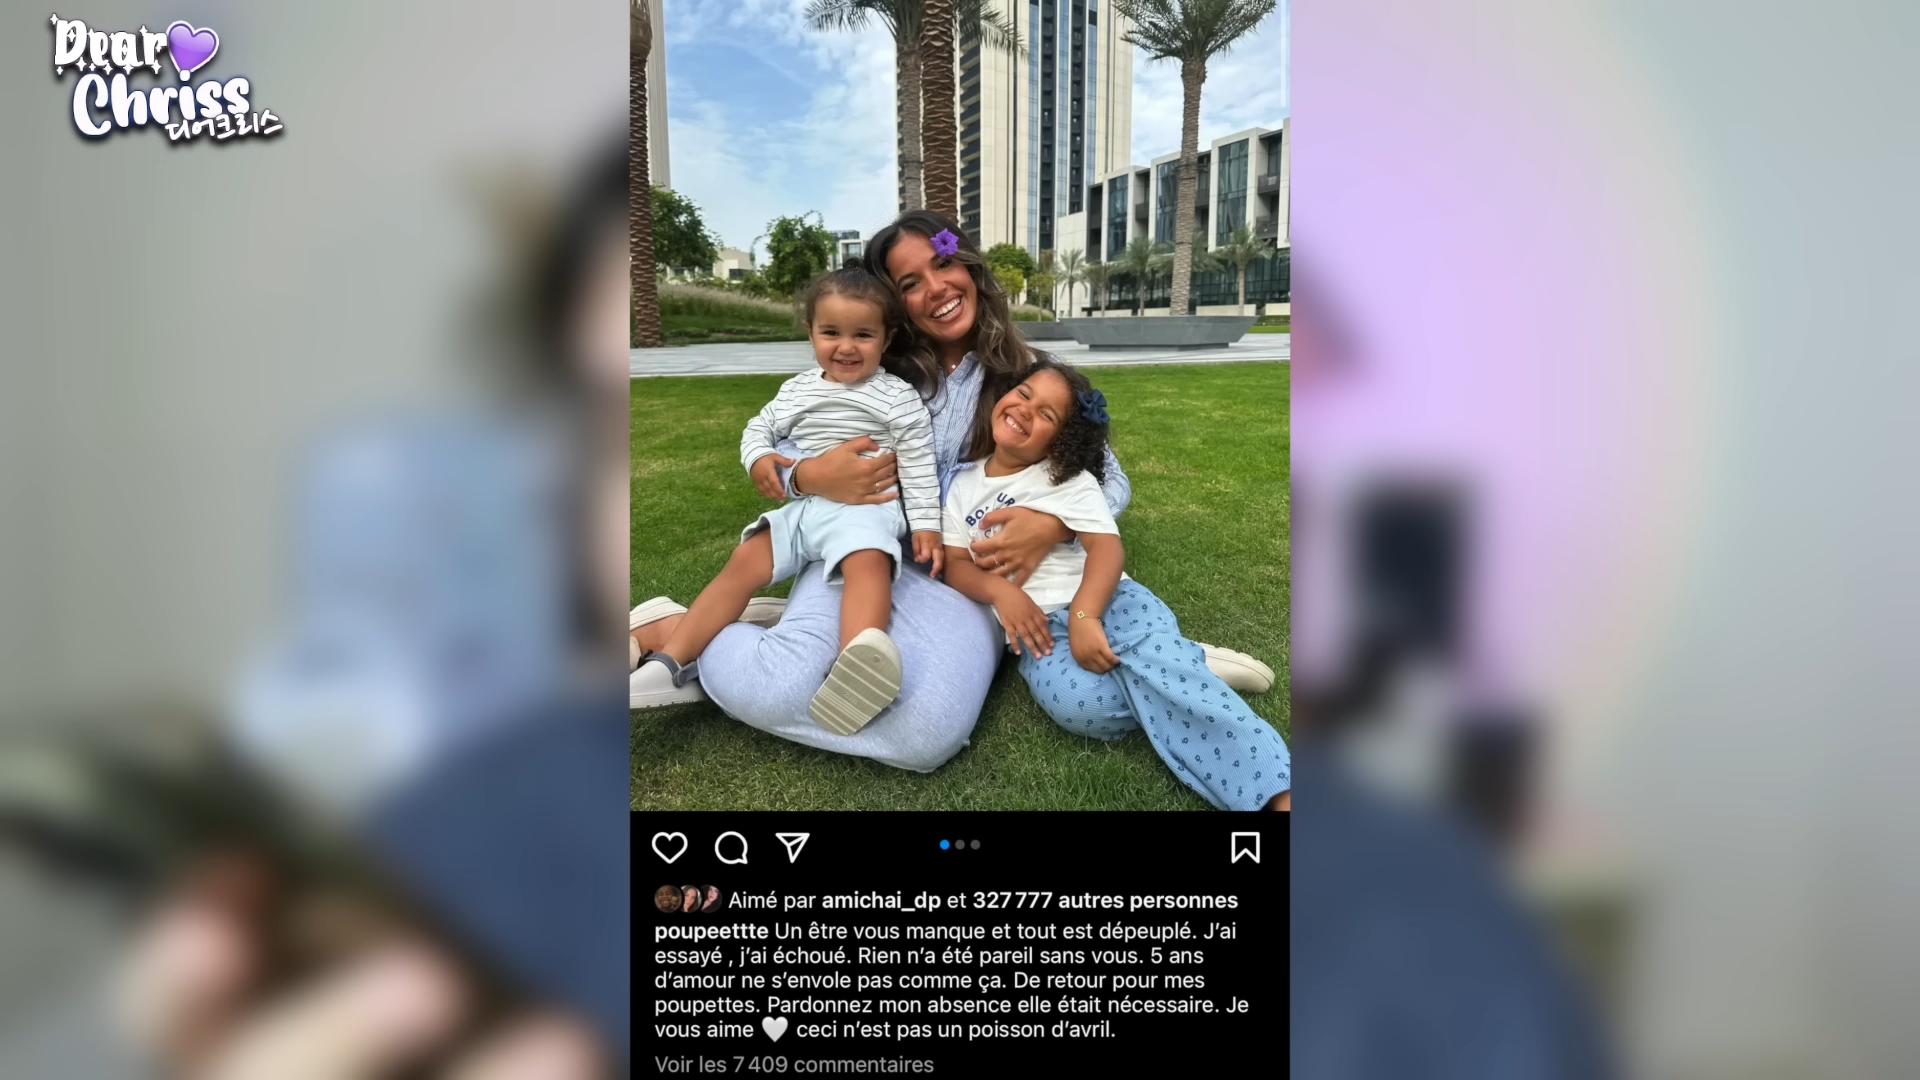 Dear
Chriss
디어크리스
UR
BO
Aimé par amichai_dp et 327 777 autres personnes
poupeettte Un être vous manque et tout est dépeuplé. J’ai
essayé , j’ai échoué. Rien n’a été pareil sans vous. 5 ans
d’amour ne s’envole pas comme ça. De retour pour mes
poupettes. Pardonnez mon absence elle était nécessaire. Je
vous aime 🤍 ceci n’est pas un poisson d’avril.
Voir les 7 409 commentaires